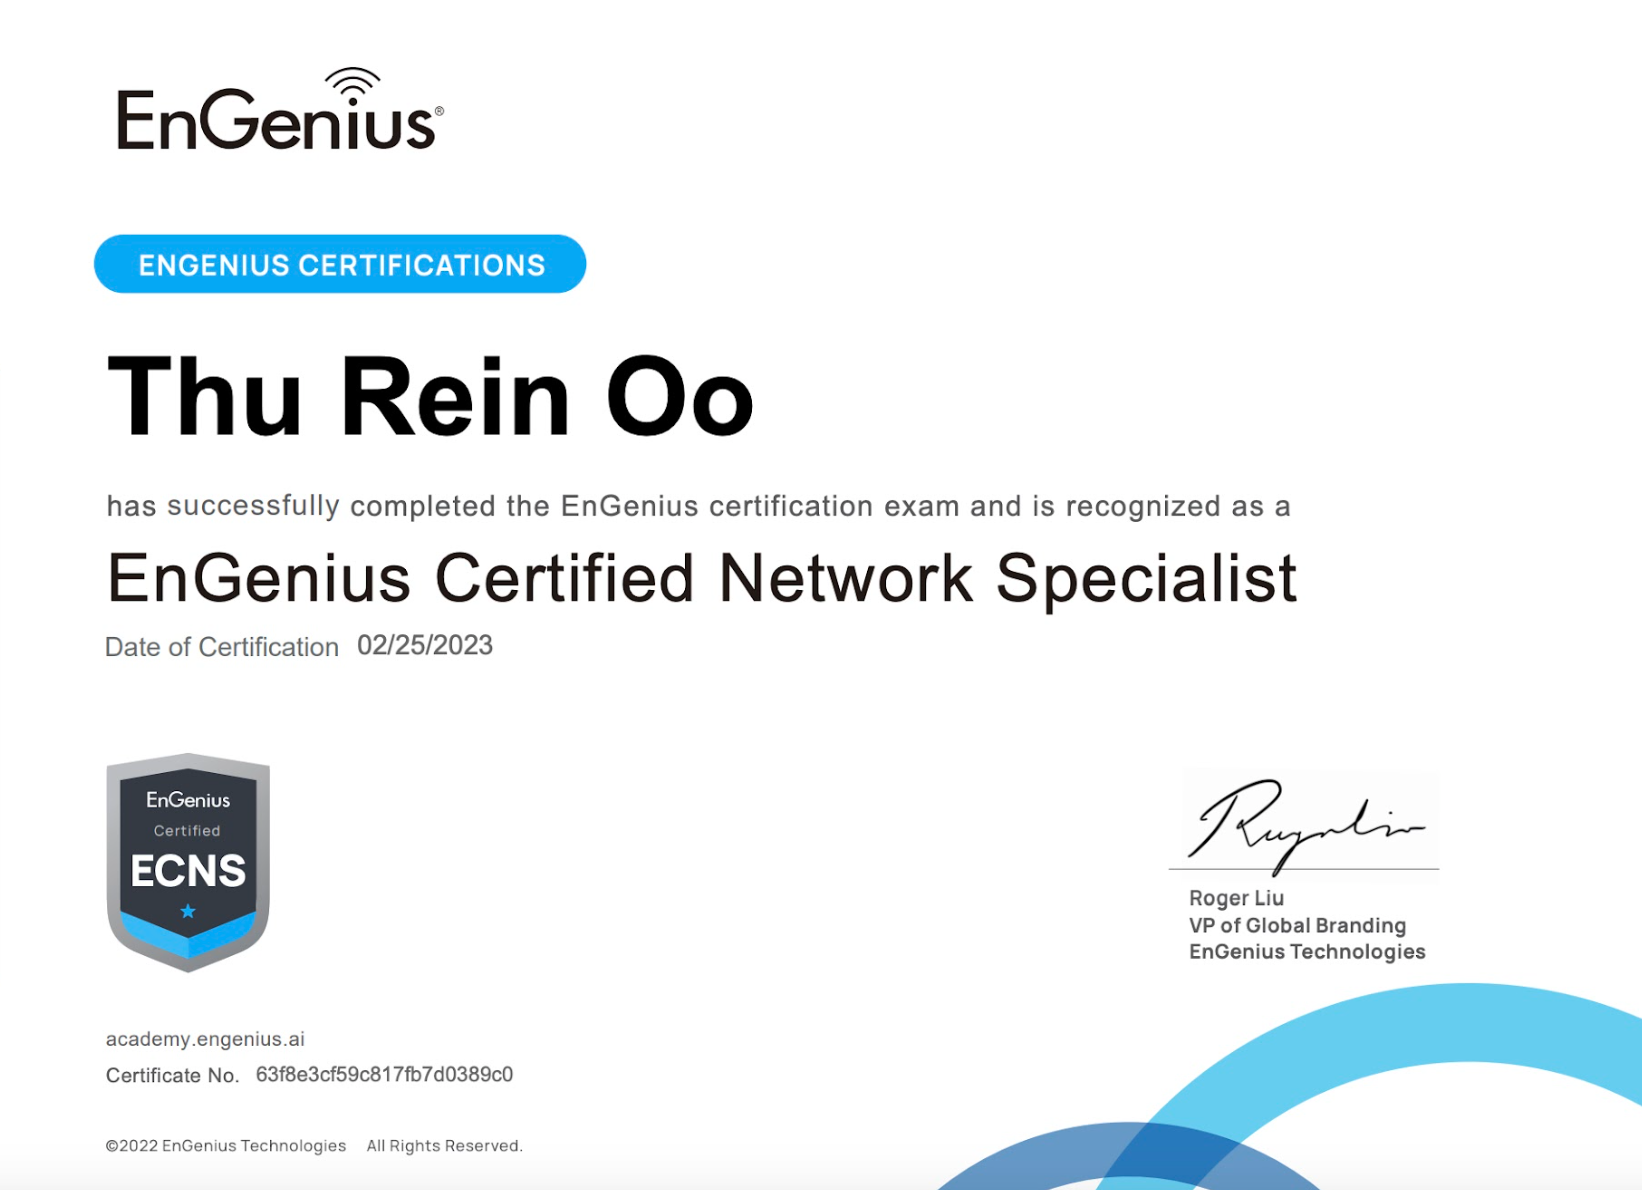 EnGenius®
ENGENIUS CERTIFICATIONS
Thu Rein Oo
has successfully completed the EnGenius certification exam and is recognized as a
EnGenius Certified Network Specialist
Date of Certification 02/25/2023
EnGenius
Certified
ECNS
Roger Liu
VP of Global Branding
EnGenius Technologies
academy.engenius.ai
Certificate No. 63f8e3cf59c817fb7d0389c0
©2022 EnGenius Technologies All Rights Reserved.